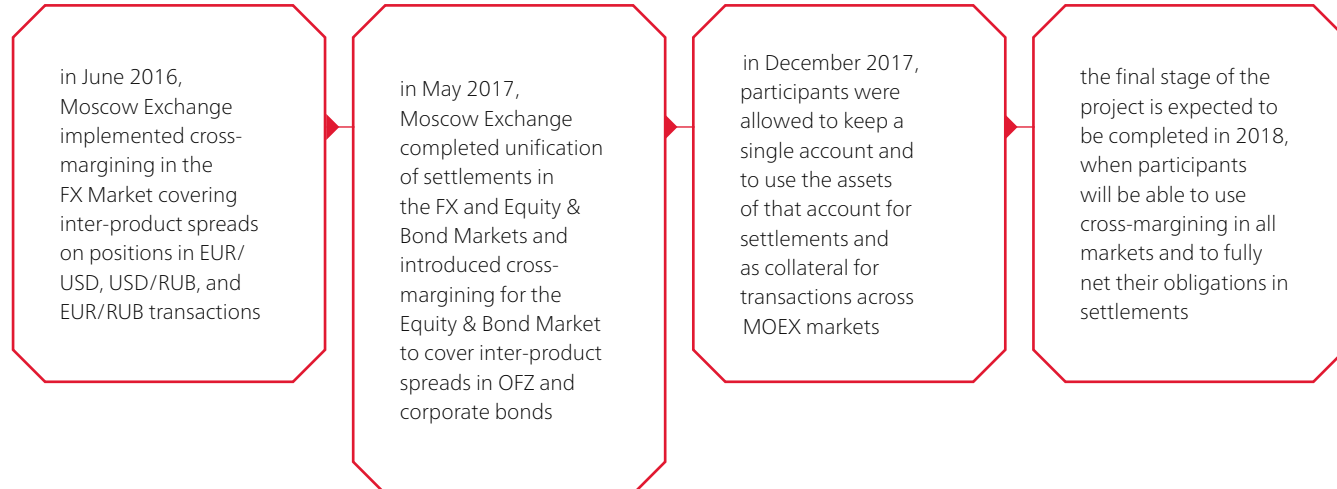 in June 2016,
Moscow Exchange
implemented cross-
margining in the
FX Market covering
inter-product spreads
on positions in EUR/
USD, USD/RUB, and
EUR/RUB transactions
in May 2017,
Moscow Exchange
completed unification
of settlements in
the FX and Equity &
Bond Markets and
introduced cross-
margining for the
Equity & Bond Market
to cover inter-product
spreads in OFZ and
corporate bonds
in December 2017,
participants were
allowed to keep a
single account and
to use the assets
of that account for
settlements and
as collateral for
transactions across
MOEX markets
the final stage of the
project is expected to
be completed in 2018,
when participants
will be able to use
cross-margining in all
markets and to fully
net their obligations in
settlements